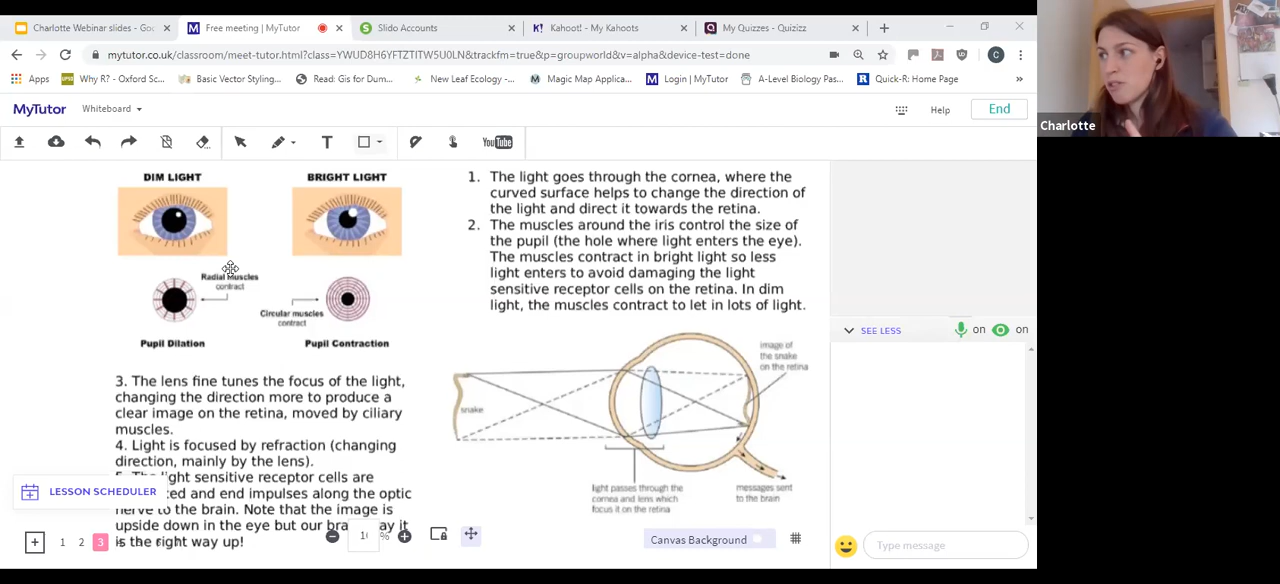 Charlotte Webinar slides - Goo
Free meeting | MyTutor
Slido Accounts
Kahoot! - My Kahoots
My Quizzes - Quizizz
mytutor.co.uk/classroom/meet-tutor.html?class=YWUD8H6YFTZTITW5U0LN&trackfm=true&p=groupworld&v=alpha&device-test=done
Apps
Why R? - Oxford Sc...
Basic Vector Styling...
Read: Gis for Dum...
New Leaf Ecology -...
Magic Map Applica...
Login | MyTutor
A-Level Biology Pas...
Quick-R: Home Page
MyTutor
Whiteboard
Help
End
Charlotte
YouTube
DIM LIGHT
BRIGHT LIGHT
Radial Muscles
contract
Circular muscles
contract
Pupil Dilation
Pupil Contraction
1. The light goes through the cornea, where the
curved surface helps to change the direction of
the light and direct it towards the retina.
2. The muscles around the iris control the size of
the pupil (the hole where light enters the eye).
The muscles contract in bright light so less
light enters to avoid damaging the light
sensitive receptor cells on the retina. In dim
light, the muscles contract to let in lots of light.
3. The lens fine tunes the focus of the light,
changing the direction more to produce a
clear image on the retina, moved by ciliary
muscles.
4. Light is focused by refraction (changing
direction, mainly by the lens).
light sensitive receptor cells are
and end impulses along the optic
nerve to the brain. Note that the image is
upside down in the eye but our it
is the right way up!
snake
image of
the snake
on the retina
light passes through the
cornea and lens which
focus it on the retina
messages sent
to the brain
SEE LESS
on
on
LESSON SCHEDULER
1 2 3
%
Canvas Background
Type message